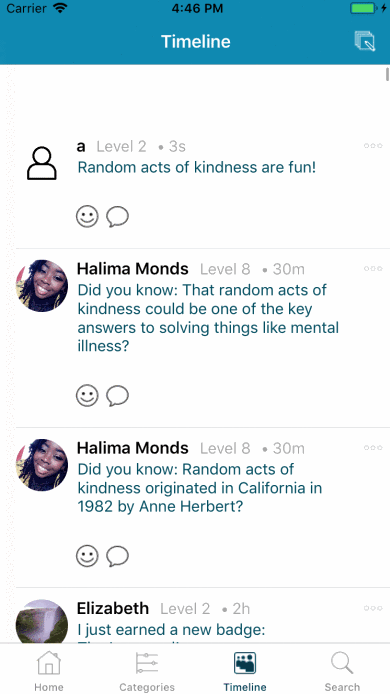 Carrier 4:46 PM
Timeline
a Level 2 • 3s
Random acts of kindness are fun!
Halima Monds Level 8 • 30m
Did you know: That random acts of
kindness could be one of the key
answers to solving things like mental
illness?
Halima Monds Level 8 • 30m
Did you know: Random acts of
kindness originated in California in
1982 by Anne Herbert?
Elizabeth Level 2 • 2h
I just earned a new badge:
Home Categories Timeline Search